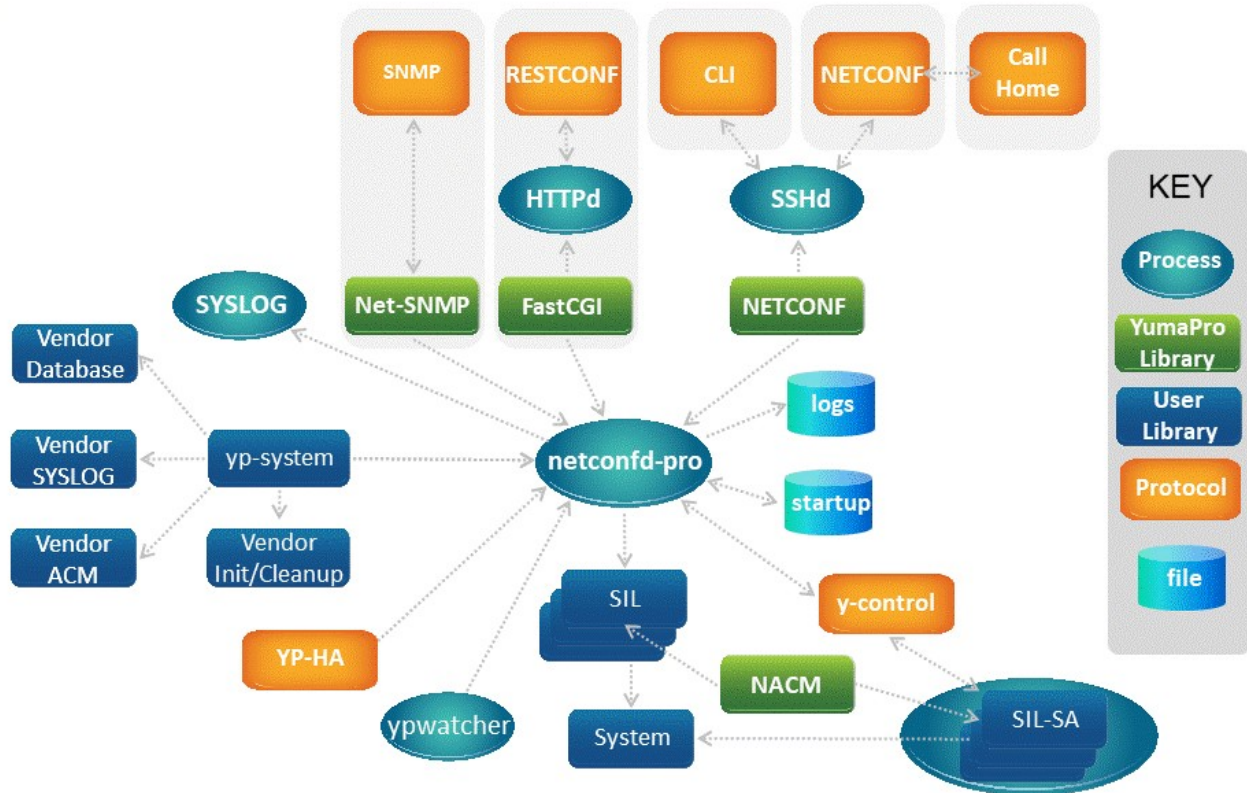 SNMP
RESTCONF
CLI
NETCONF
Call
Home
HTTPd
SSHd
KEY
Process
SYSLOG
Net-SNMP
FastCGI
NETCONF
Vendor
Database
YumaPro
Library
logs
User
Library
Vendor
SYSLOG
yp-system
netconfd-pro
startup
Protocol
Vendor
ACM
Vendor
Init/Cleanup
file
SIL
y-control
YP-HA
NACM
ypwatcher
System
SIL-SA